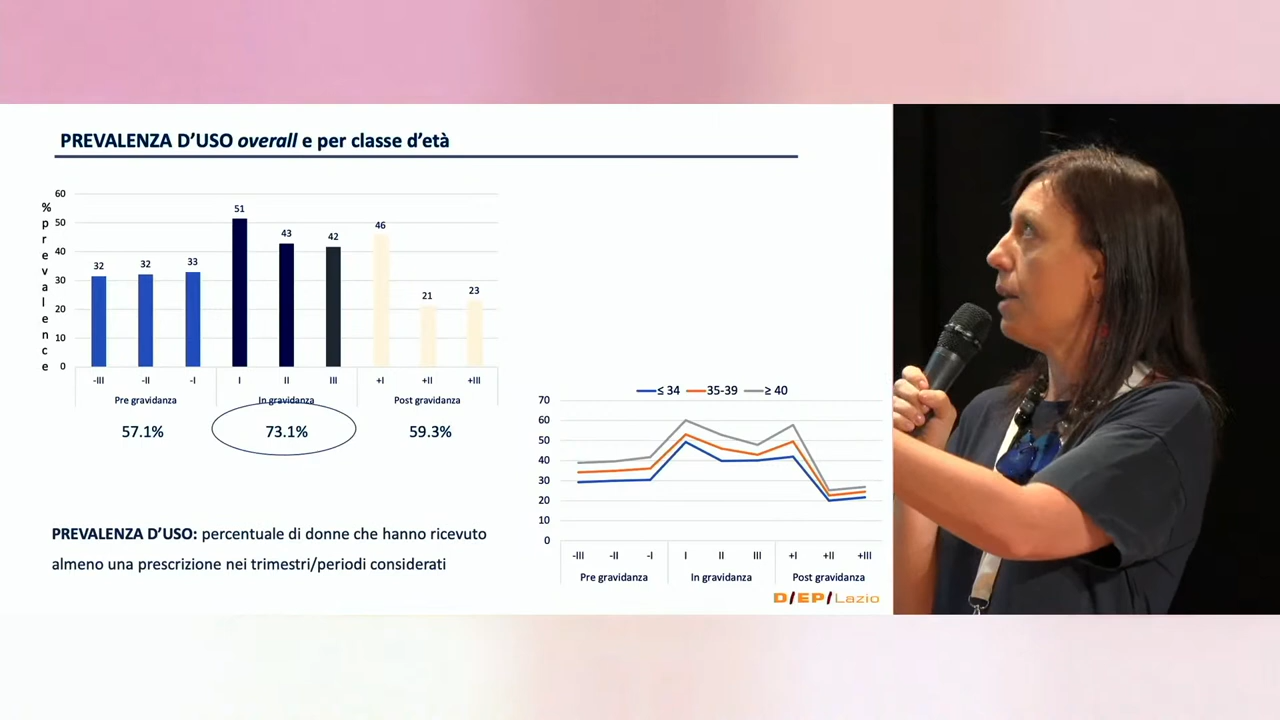 PREVALENZA D'USO overall e per classe d'età
% prevalence
60
50
40
30
20
10
0
32
32
33
51
43
42
46
21
23
-III -II -I I II III +I +II +III
Pre gravidanza In gravidanza Post gravidanza
57.1% 73.1% 59.3%
PREVALENZA D'USO: percentuale di donne che hanno ricevuto
almeno una prescrizione nei trimestri/periodi considerati
≤ 34 35-39 ≥ 40
70
60
50
40
30
20
10
0
-III -II -I I II III +I +II +III
Pre gravidanza In gravidanza Post gravidanza
D/EP/Lazio